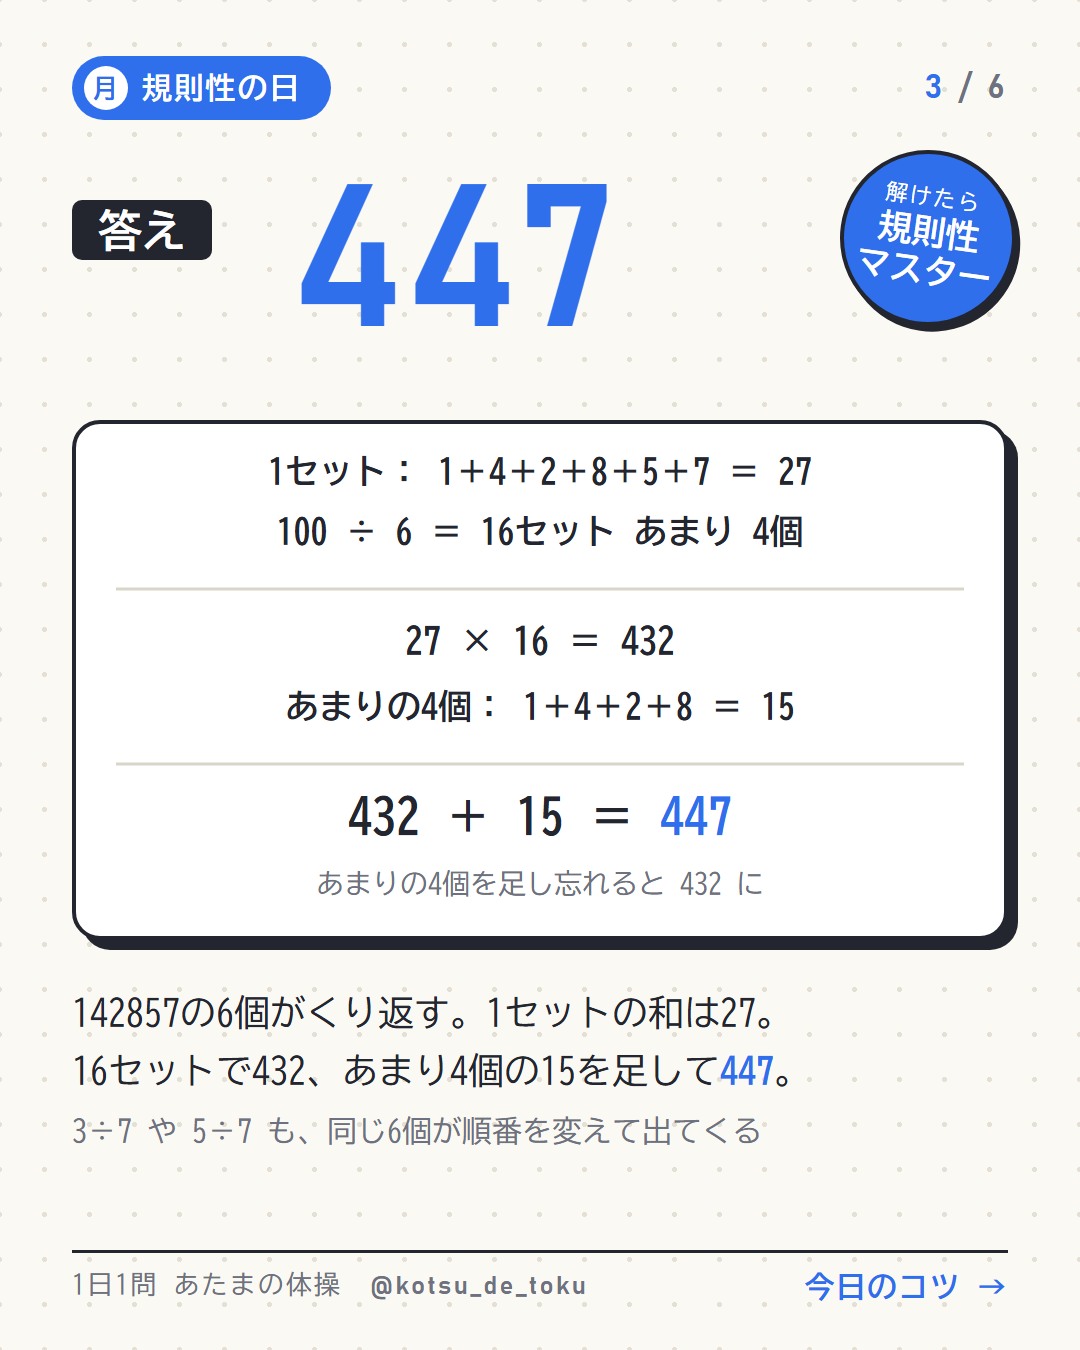 月 規則性の日
3 / 6
答え
447
解けたら
規則性
マスター
1セット： 1＋4＋2＋8＋5＋7 ＝ 27
100 ÷ 6 ＝ 16セット あまり 4個
27 × 16 ＝ 432
あまりの4個： 1＋4＋2＋8 ＝ 15
432 ＋ 15 ＝ 447
あまりの4個を足し忘れると 432 に
142857の6個がくり返す。1セットの和は27。
16セットで432、あまり4個の15を足して447。
3÷7 や 5÷7 も、同じ6個が順番を変えて出てくる
1日1問 あたまの体操 @kotsu_de_toku
今日のコツ →